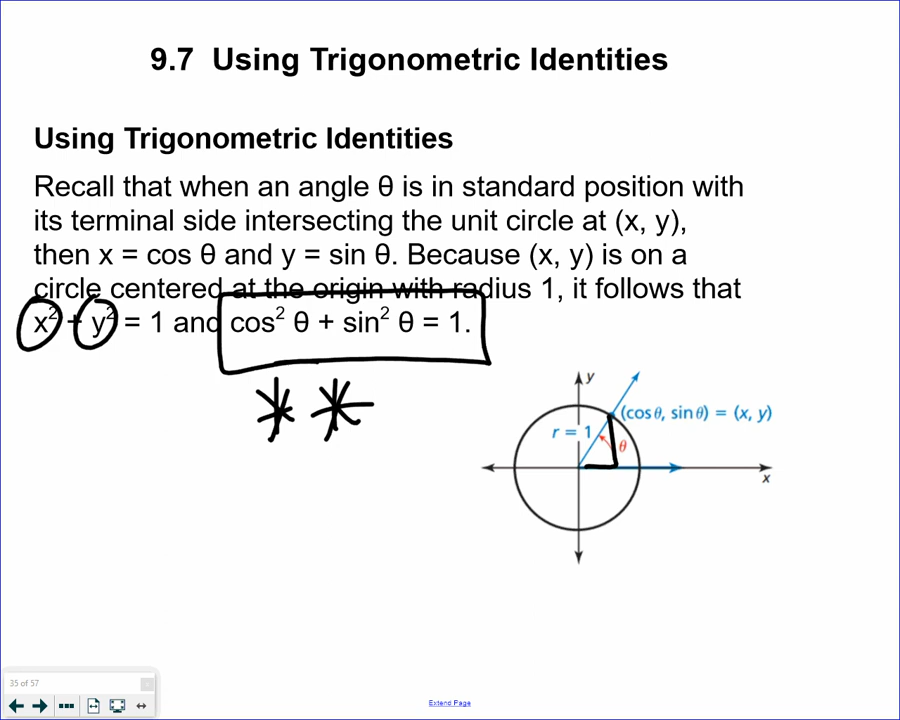 9.7 Using Trigonometric Identities
Using Trigonometric Identities
Recall that when an angle θ is in standard position with
its terminal side intersecting the unit circle at (x, y),
then x = cos θ and y = sin θ. Because (x, y) is on a
circle centered at the origin with radius 1, it follows that
x² + y² = 1 and cos² θ + sin² θ = 1.
y
(cos θ, sin θ) = (x, y)
r = 1
θ
x
35 of 57
Extend Page